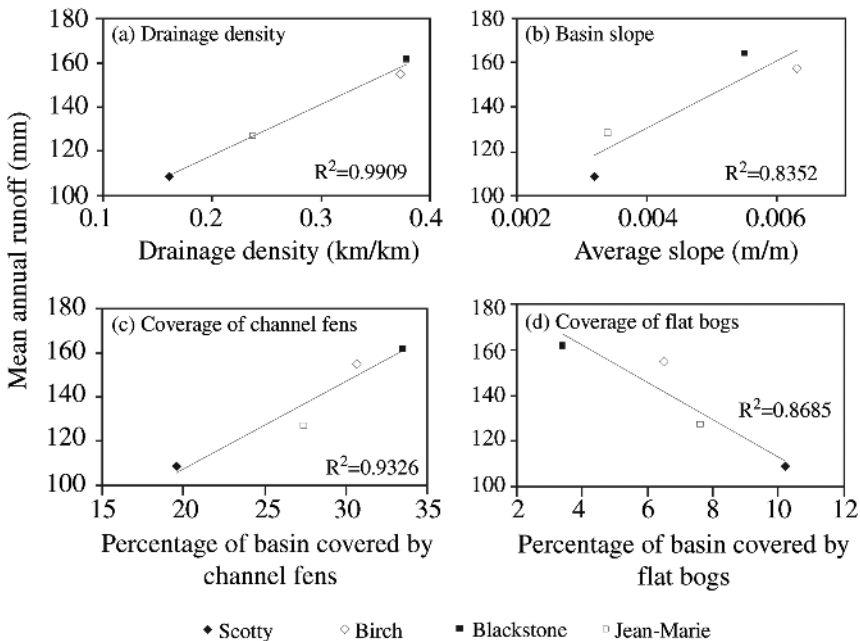 Mean annual runoff (mm)
(a) Drainage density
180
160
140
120
100
R²=0.9909
0.1 0.2 0.3 0.4
Drainage density (km/km)
(b) Basin slope
180
160
140
120
100
R²=0.8352
0.002 0.004 0.006
Average slope (m/m)
(c) Coverage of channel fens
180
160
140
120
100
R²=0.9326
15 20 25 30 35
Percentage of basin covered by
channel fens
(d) Coverage of flat bogs
180
160
140
120
100
R²=0.8685
2 4 6 8 10 12
Percentage of basin covered by
flat bogs
Scotty Birch Blackstone Jean-Marie